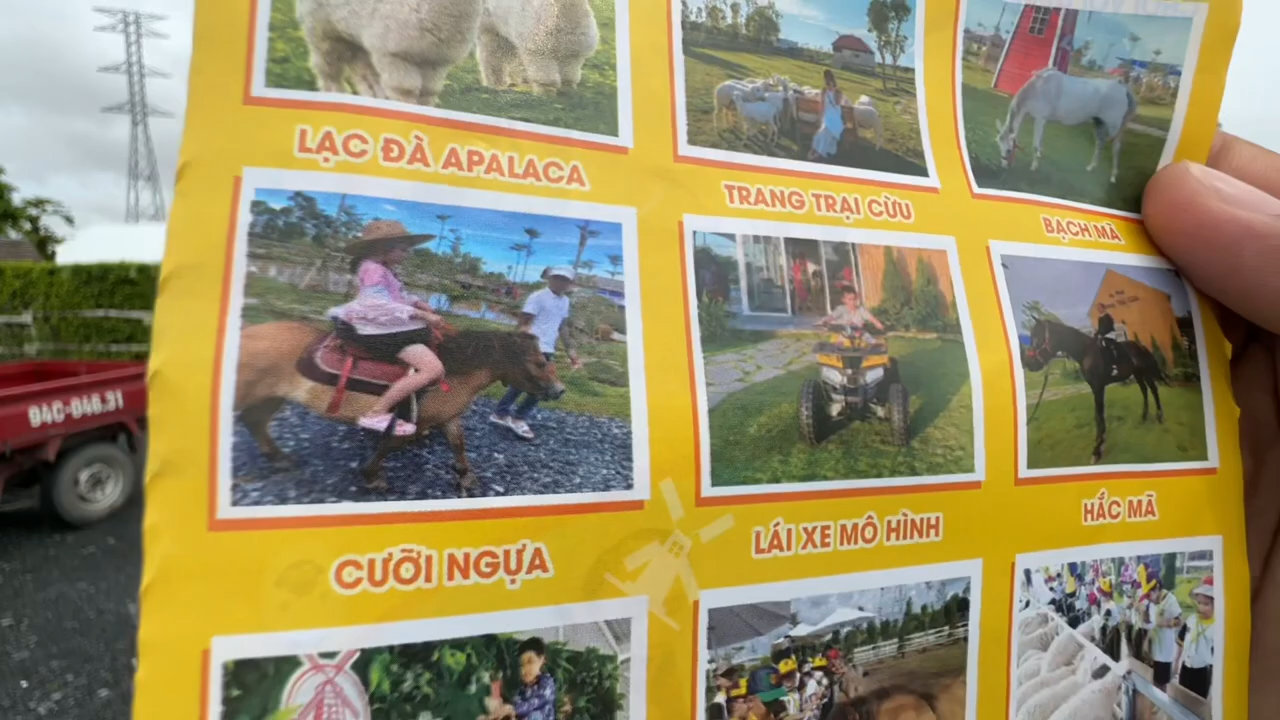 LẠC ĐÀ APALACA
TRANG TRẠI CỪU
BẠCH MÃ
CƯỠI NGỰA
LÁI XE MÔ HÌNH
HẮC MÃ
94C-046.31